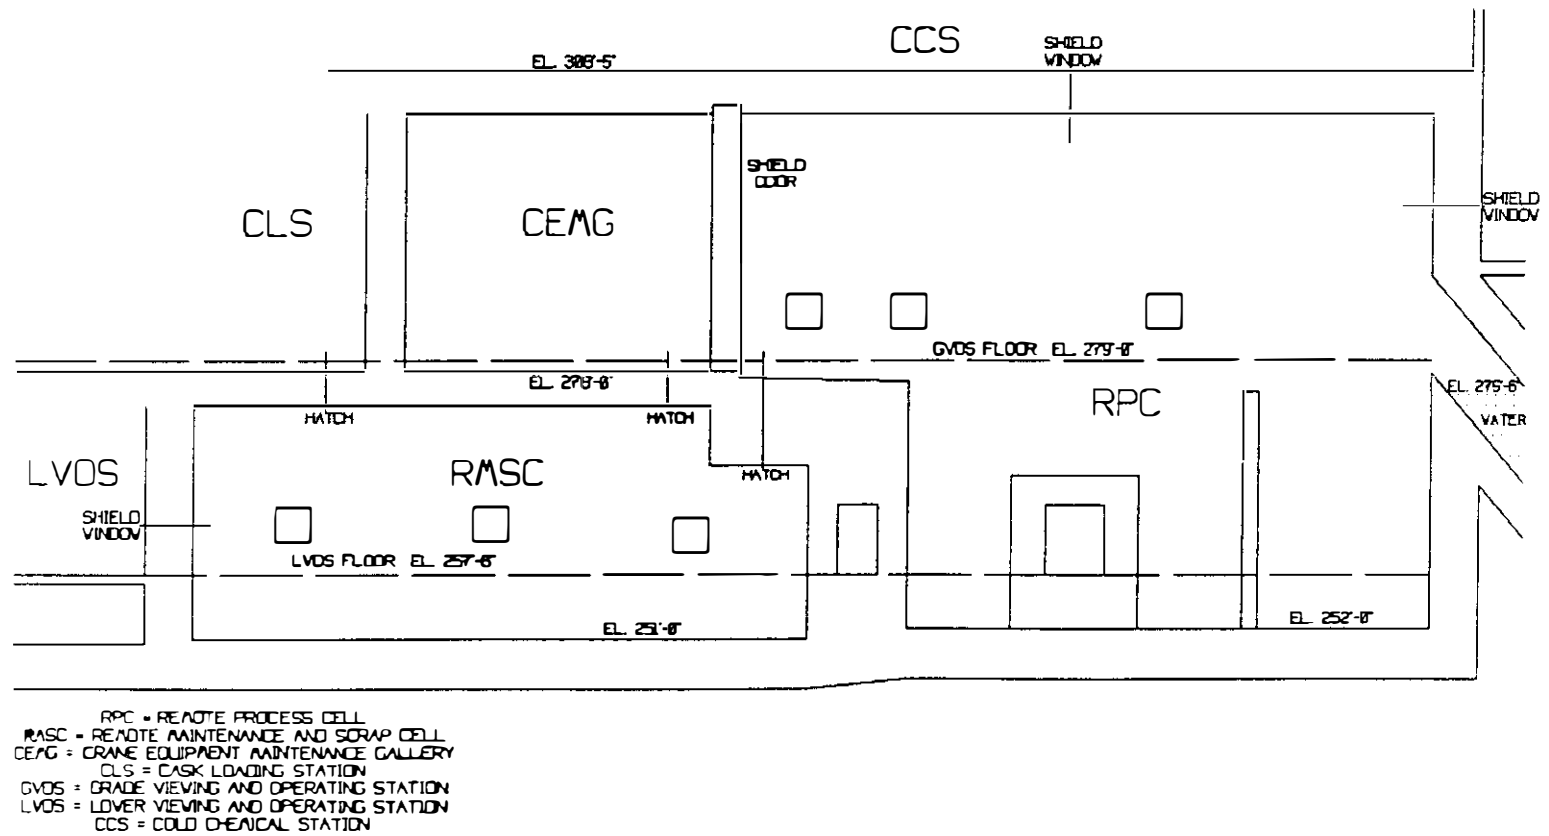 CCS
SHIELD
WINDOW
EL. 308'-5"
SHIELD
DOOR
CLS
CEMG
SHIELD
WINDOW
GVOS FLOOR EL. 279'-0"
EL. 278'-0"
RPC
EL. 275'-6"
WATER
HATCH
HATCH
HATCH
LVOS
RMSC
SHIELD
WINDOW
LVOS FLOOR EL. 257'-6"
EL. 251'-0"
EL. 252'-0"
RPC = REMOTE PROCESS CELL
RMSC = REMOTE MAINTENANCE AND SCRAP CELL
CEMG = CRANE EQUIPMENT MAINTENANCE GALLERY
CLS = CASK LOADING STATION
GVOS = GRADE VIEWING AND OPERATING STATION
LVOS = LOWER VIEWING AND OPERATING STATION
CCS = COLD CHEMICAL STATION